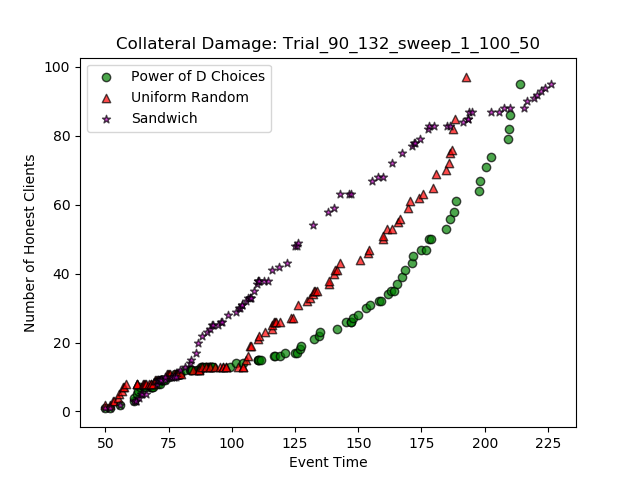 Collateral Damage: Trial_90_132_sweep_1_100_50
Power of D Choices
Uniform Random
Sandwich
Number of Honest Clients
100
80
60
40
20
0
50
75
100
125
150
175
200
225
Event Time